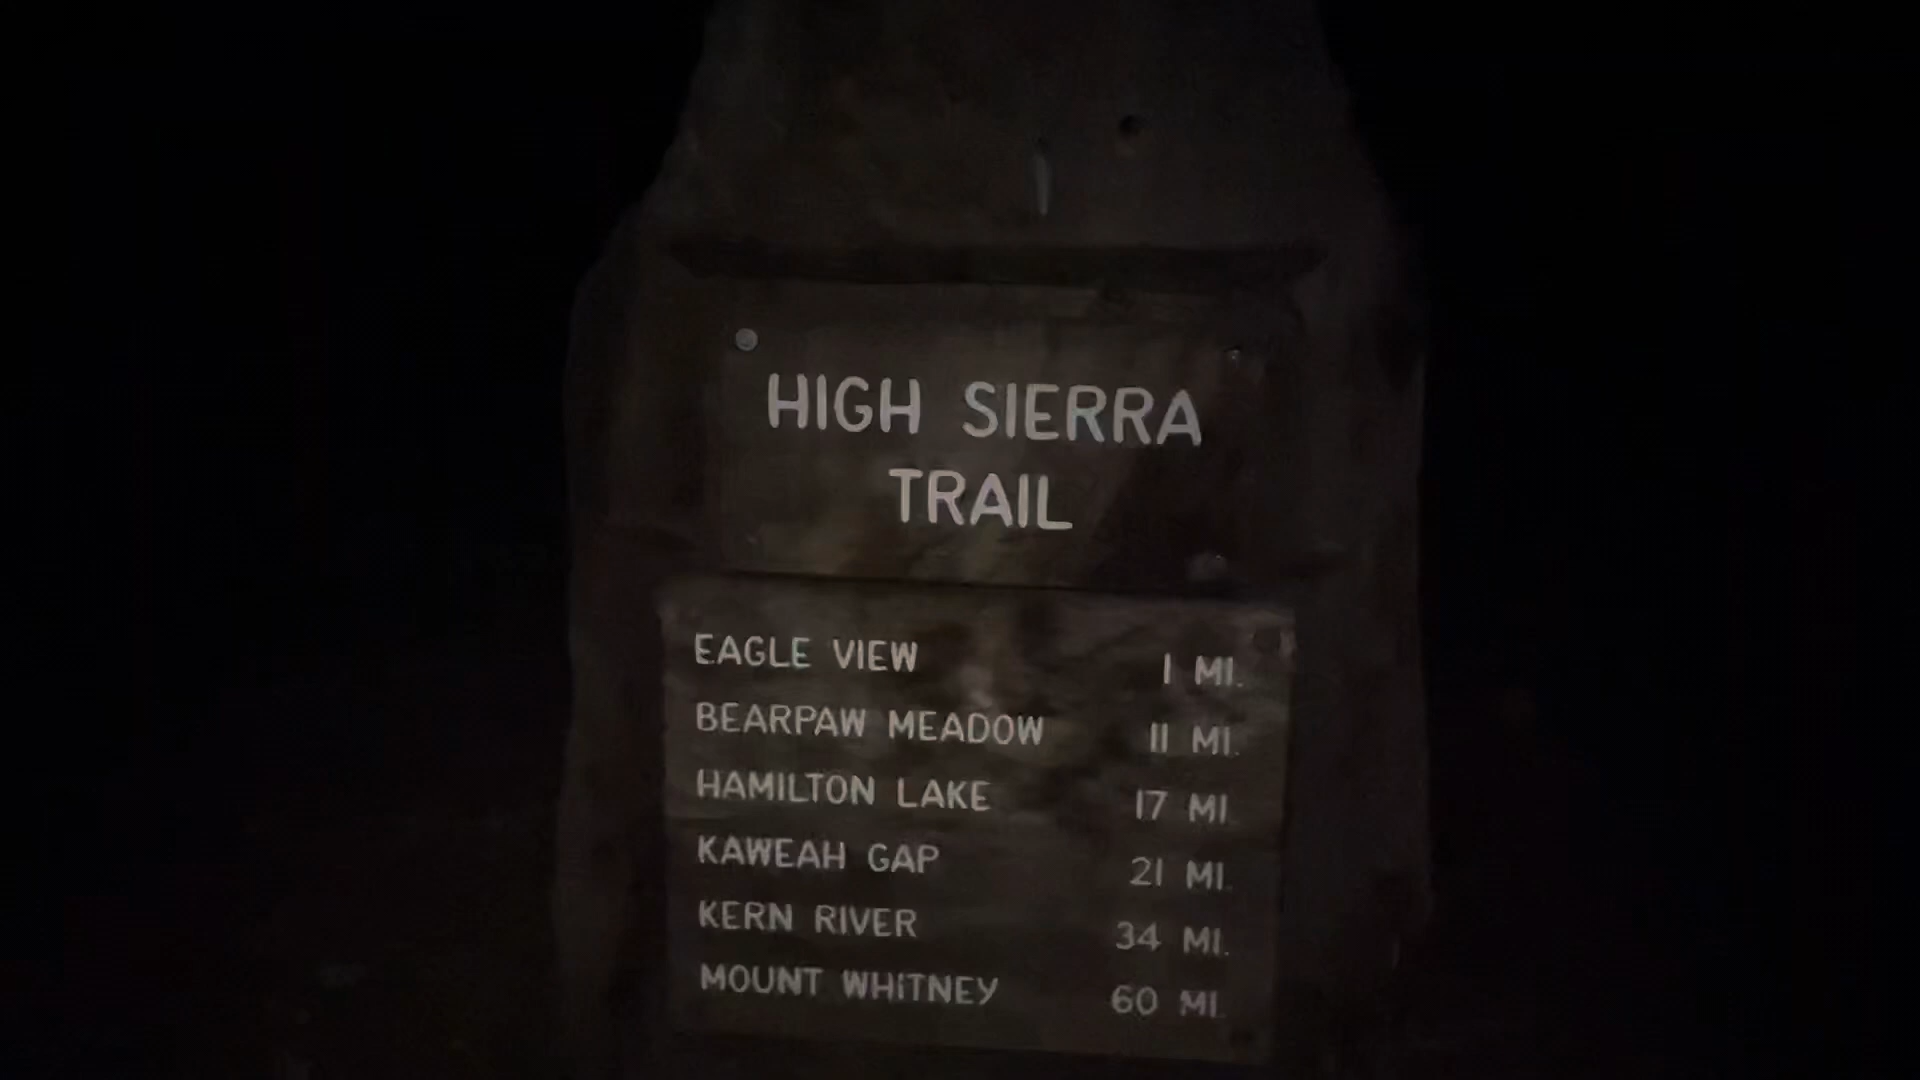 HIGH SIERRA
TRAIL
EAGLE VIEW 1 MI.
BEARPAW MEADOW 11 MI.
HAMILTON LAKE 17 MI.
KAWEAH GAP 21 MI.
KERN RIVER 34 MI.
MOUNT WHITNEY 60 MI.